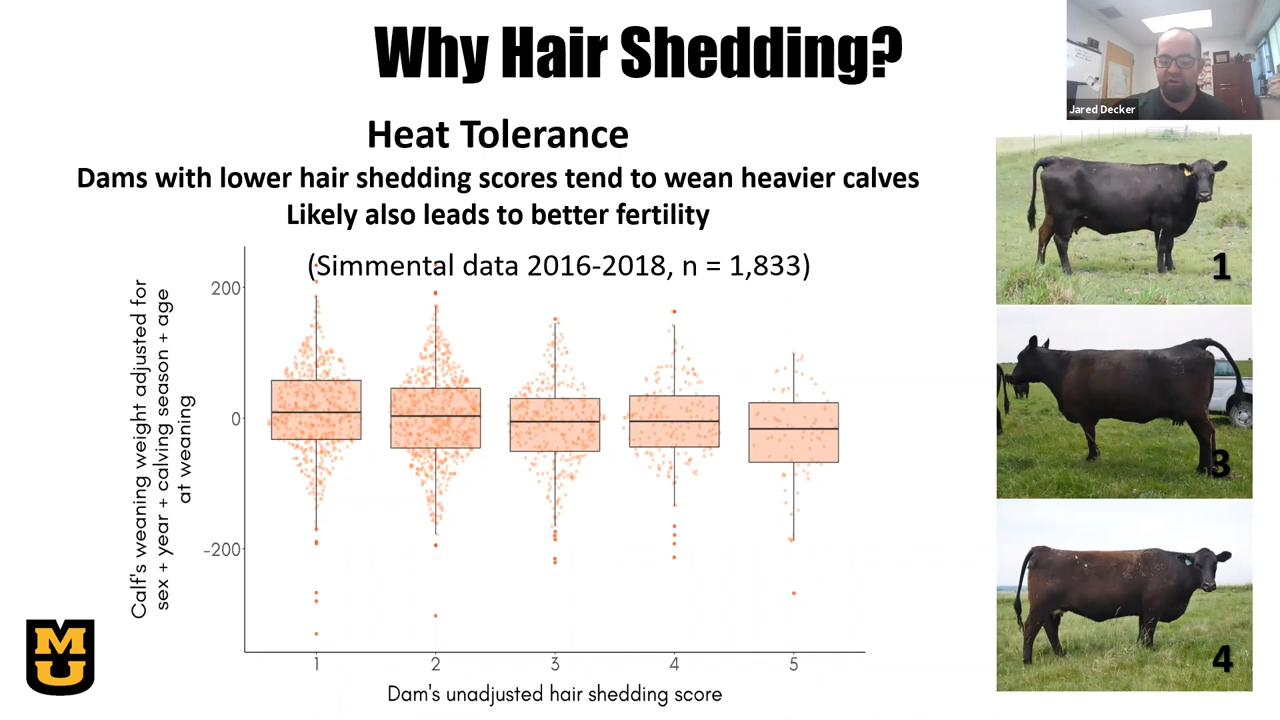 Why Hair Shedding?
Jared Decker
Heat Tolerance
Dams with lower hair shedding scores tend to wean heavier calves
Likely also leads to better fertility
(Simmental data 2016-2018, n = 1,833)
Calf's weaning weight adjusted for
sex + year + calving season + age
at weaning
200
0
-200
1
2
3
4
5
Dam's unadjusted hair shedding score
1
3
4
MU